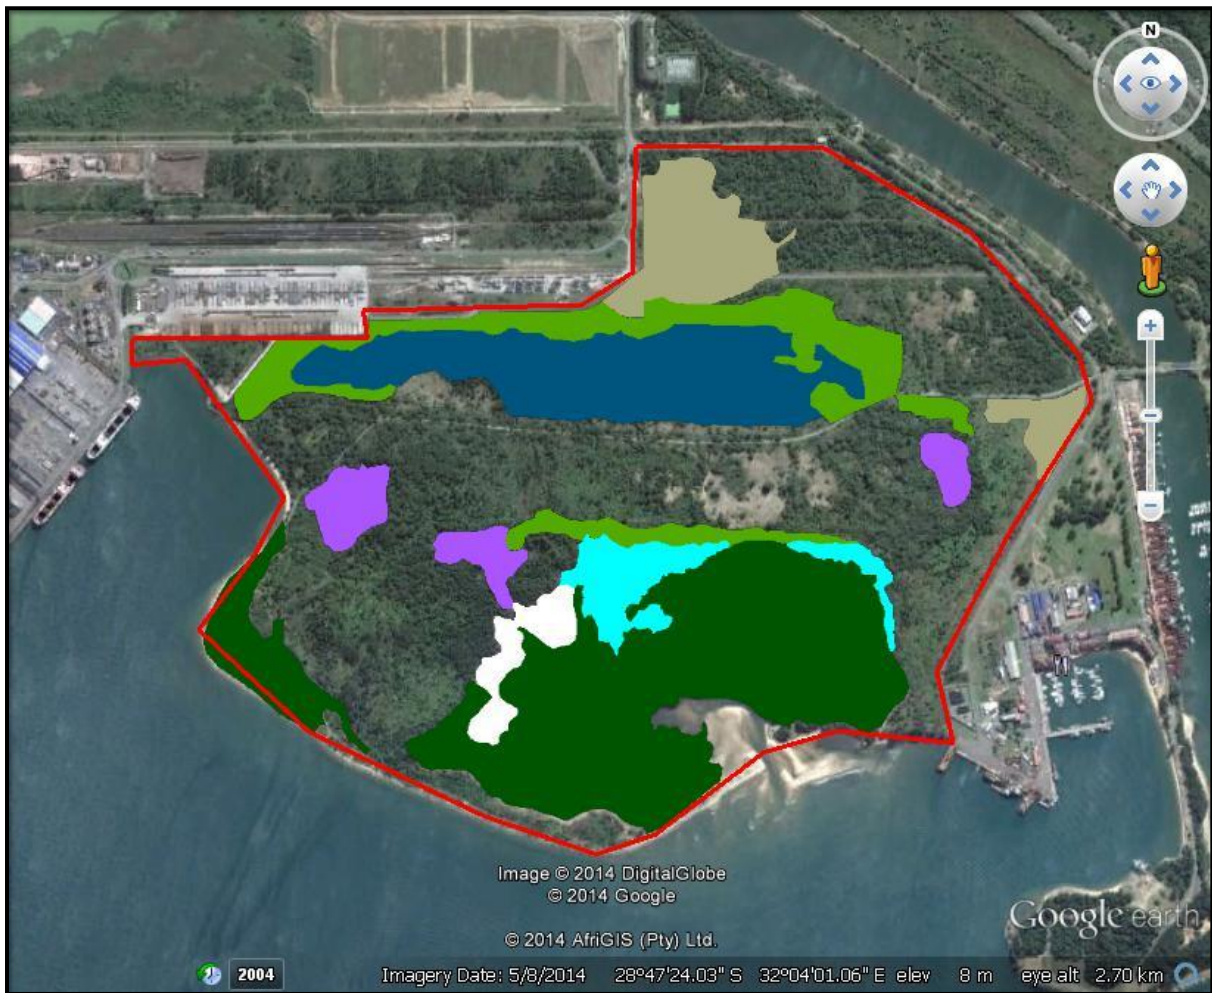 N
Image © 2014 DigitalGlobe
© 2014 Google
© 2014 AfriGIS (Pty) Ltd.
Google earth
2004
Imagery Date: 5/8/2014 28°47'24.03" S 32°04'01.06" E elev 8 m eye alt 2.70 km